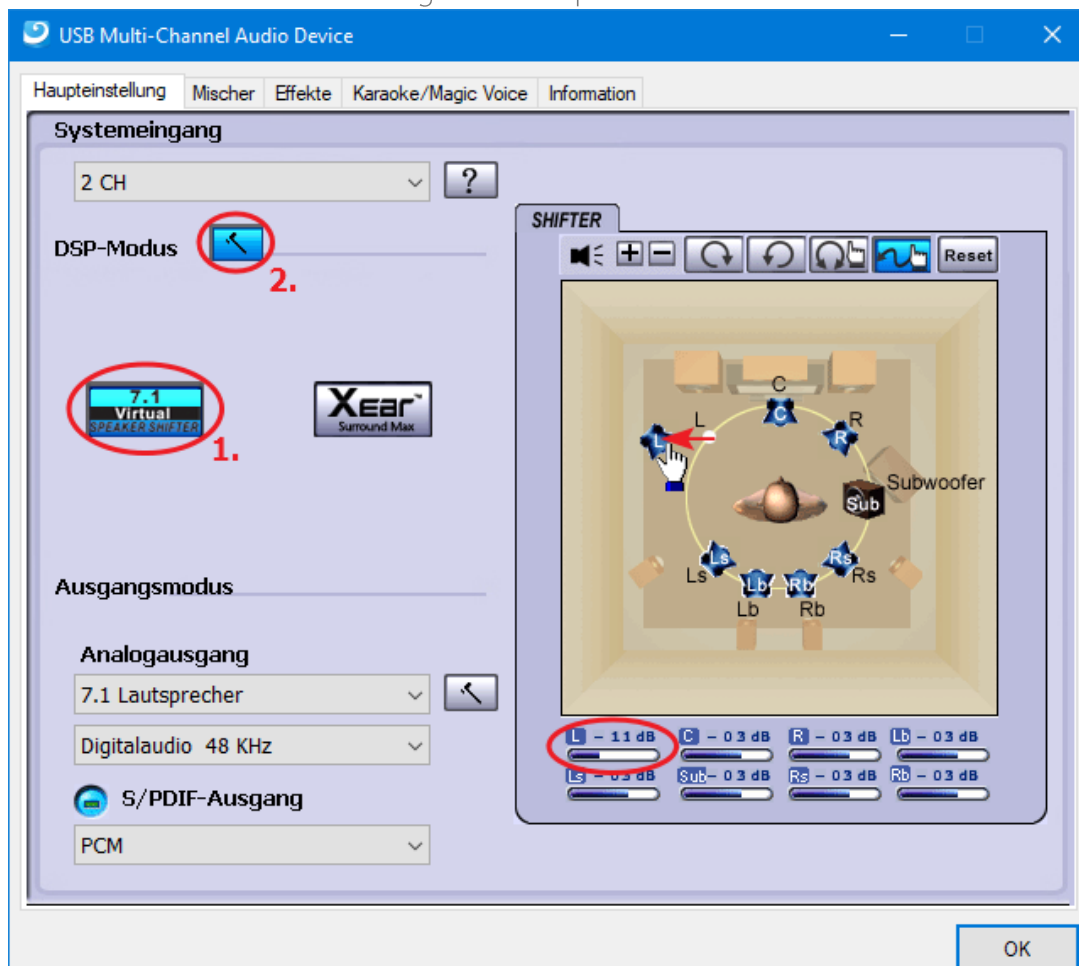 USB Multi-Channel Audio Device
Haupteinstellung Mischer Effekte Karaoke/Magic Voice Information
Systemeingang
2 CH
?
DSP-Modus
2.
7.1
Virtual
SPEAKER SHIFTER
1.
Xear™
Surround Max
SHIFTER
Reset
C
C
L
L
R
R
Subwoofer
Sub
Ls
Ls
Rs
Rs
Lb
Rb
Lb
Rb
L - 11 dB C - 03 dB R - 03 dB Lb - 03 dB
Ls - 03 dB Sub - 03 dB Rs - 03 dB Rb - 03 dB
Ausgangsmodus
Analogausgang
7.1 Lautsprecher
Digitalaudio 48 KHz
S/PDIF-Ausgang
PCM
OK